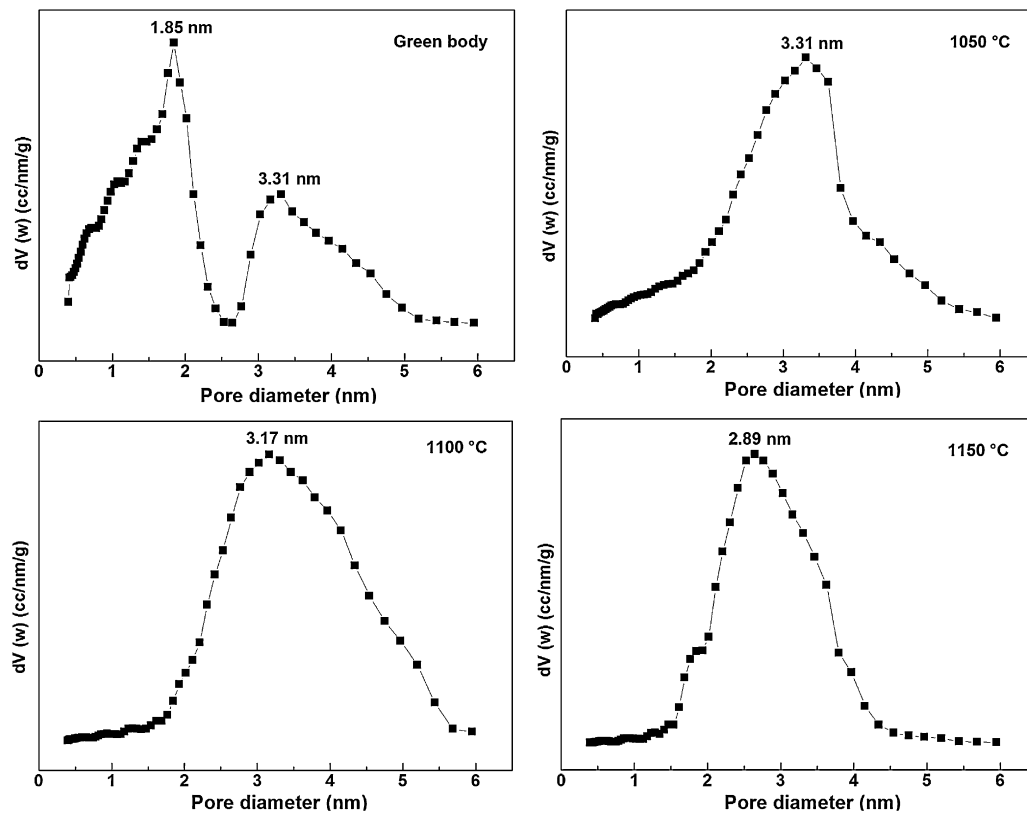 1.85 nm
Green body
3.31 nm
dV (w) (cc/nm/g)
0 1 2 3 4 5 6
Pore diameter (nm)
3.31 nm
1050 °C
dV (w) (cc/nm/g)
0 1 2 3 4 5 6
Pore diameter (nm)
3.17 nm
1100 °C
dV (w) (cc/nm/g)
0 1 2 3 4 5 6
Pore diameter (nm)
2.89 nm
1150 °C
dV (w) (cc/nm/g)
0 1 2 3 4 5 6
Pore diameter (nm)